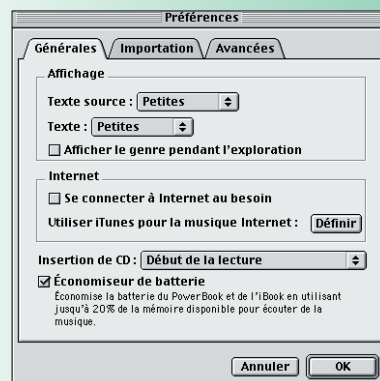 Préférences
Générales Importation Avancées
Affichage
Texte source : Petites
Texte : Petites
Afficher le genre pendant l'exploration
Internet
Se connecter à Internet au besoin
Utiliser iTunes pour la musique Internet : Définir
Insertion de CD : Début de la lecture
Économiseur de batterie
Économise la batterie du PowerBook et de l'iBook en utilisant
jusqu'à 20% de la mémoire disponible pour écouter de la
musique.
Annuler OK